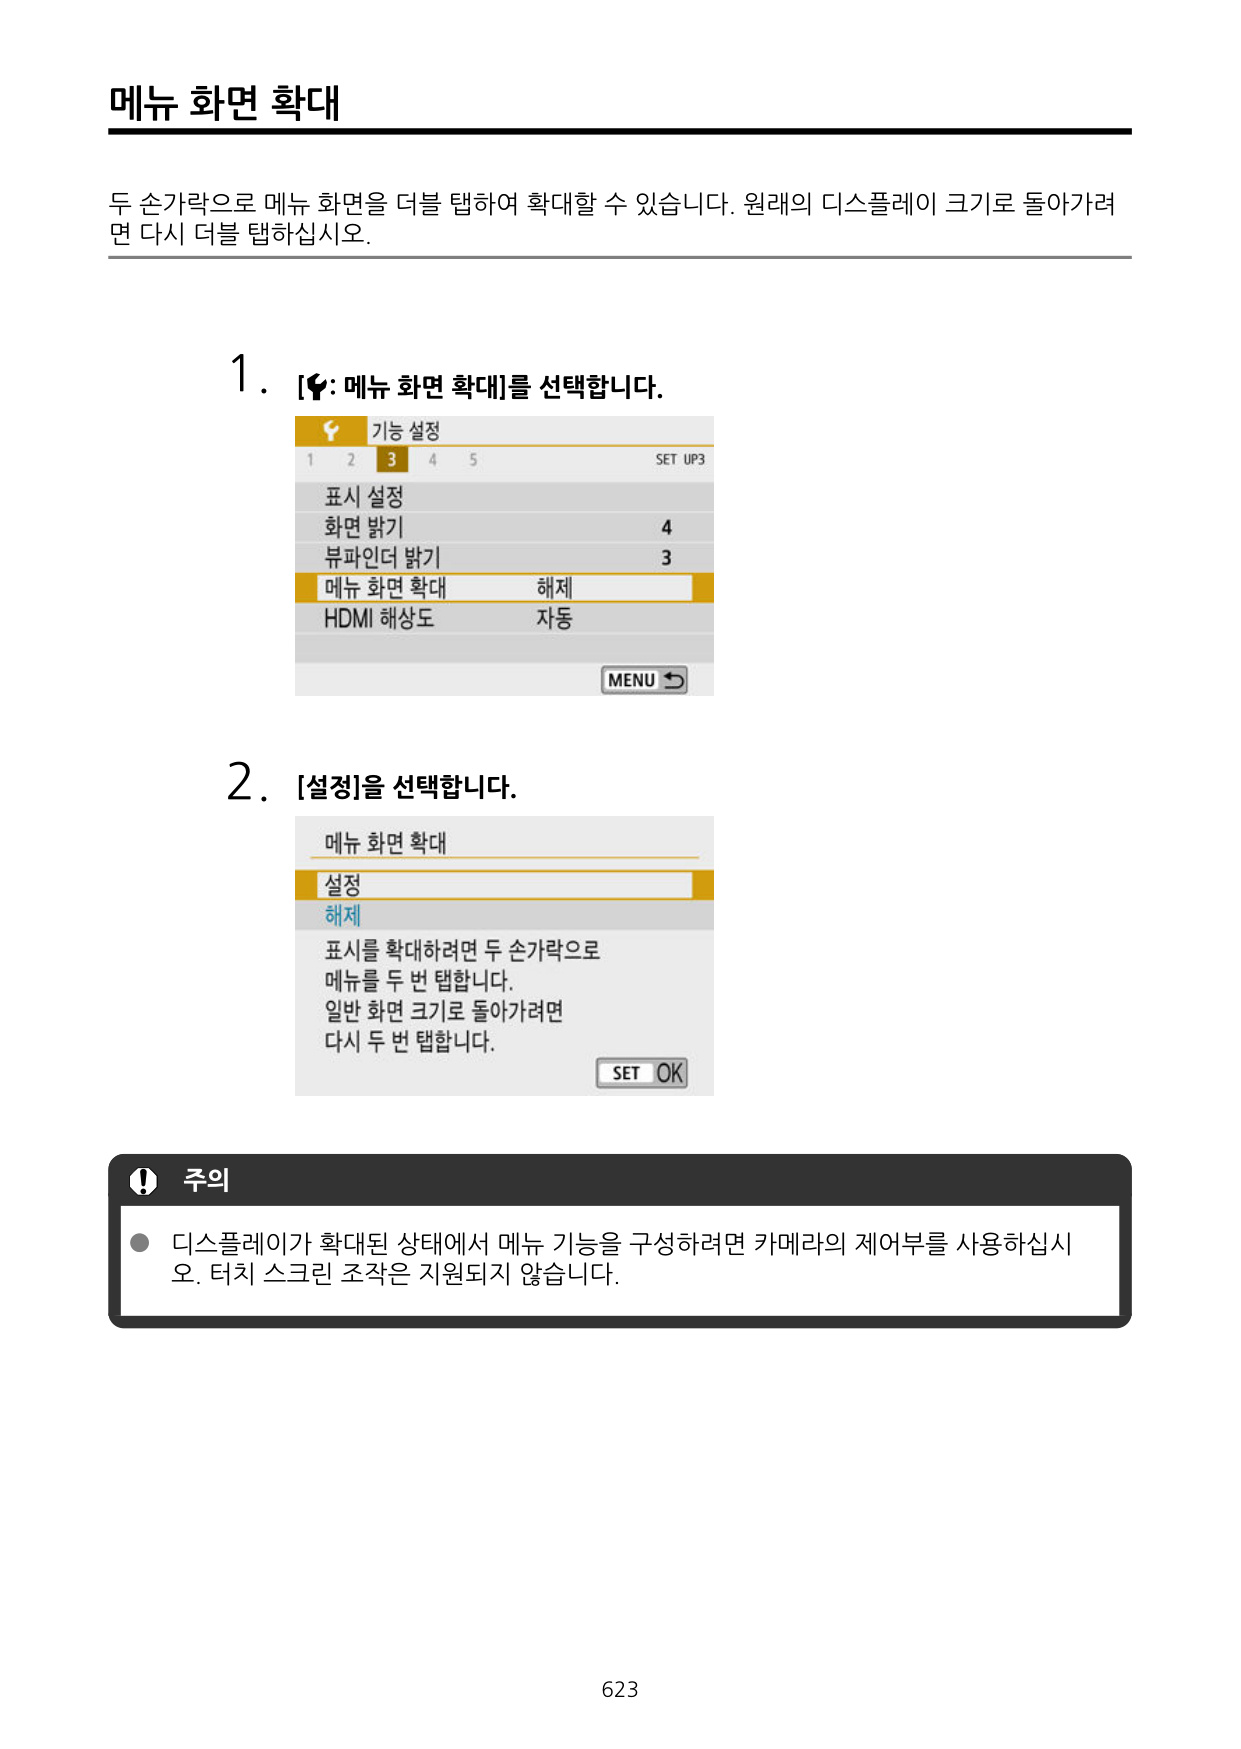 메뉴 화면 확대
두 손가락으로 메뉴 화면을 더블 탭하여 확대할 수 있습니다. 원래의 디스플레이 크기로 돌아가려
면 다시 더블 탭하십시오.
1. [: 메뉴 화면 확대]를 선택합니다.
기능 설정
1 2 3 4 5 SET UP3
표시 설정
화면 밝기 4
뷰파인더 밝기 3
메뉴 화면 확대 해제
HDMI 해상도 자동
MENU
2. [설정]을 선택합니다.
메뉴 화면 확대
설정
해제
표시를 확대하려면 두 손가락으로
메뉴를 두 번 탭합니다.
일반 화면 크기로 돌아가려면
다시 두 번 탭합니다.
SET OK
주의
● 디스플레이가 확대된 상태에서 메뉴 기능을 구성하려면 카메라의 제어부를 사용하십시
오. 터치 스크린 조작은 지원되지 않습니다.
623